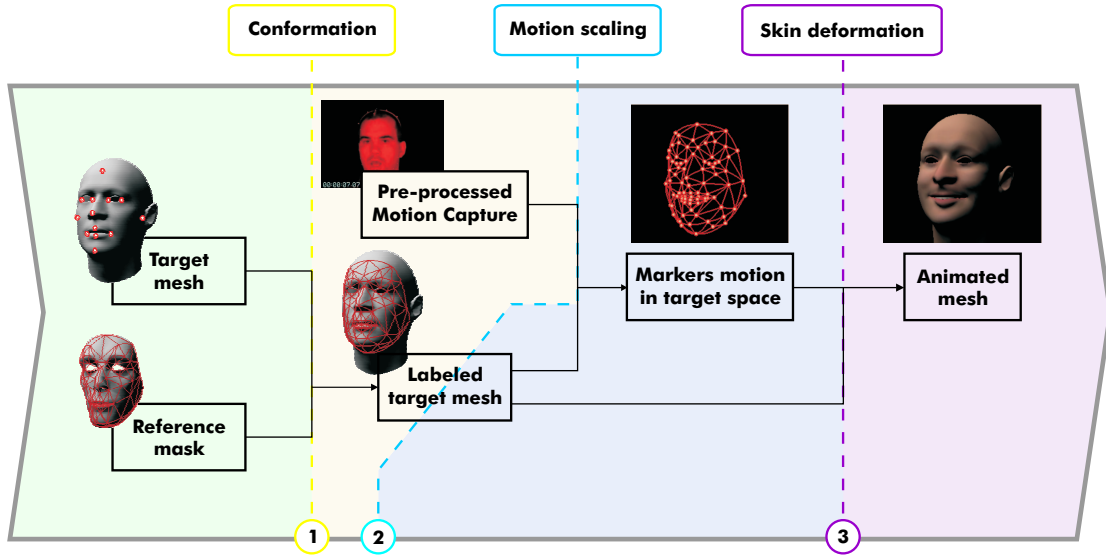 Conformation
Motion scaling
Skin deformation
00:00:07:07
Pre-processed
Motion Capture
Target
mesh
Markers motion
in target space
Animated
mesh
Labeled
target mesh
Reference
mask
1
2
3